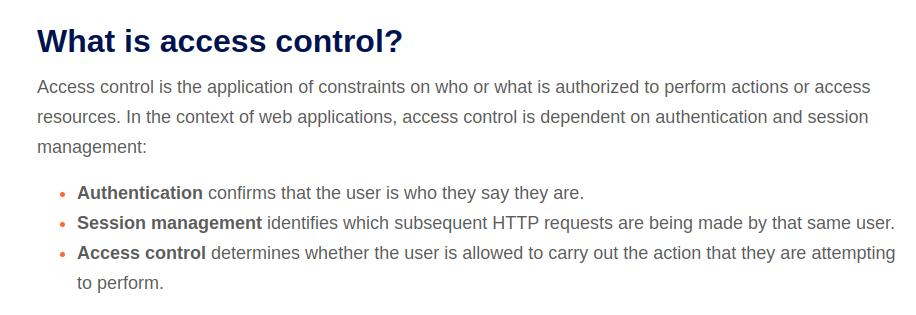 What is access control?
Access control is the application of constraints on who or what is authorized to perform actions or access
resources. In the context of web applications, access control is dependent on authentication and session
management:
• Authentication confirms that the user is who they say they are.
• Session management identifies which subsequent HTTP requests are being made by that same user.
• Access control determines whether the user is allowed to carry out the action that they are attempting
to perform.